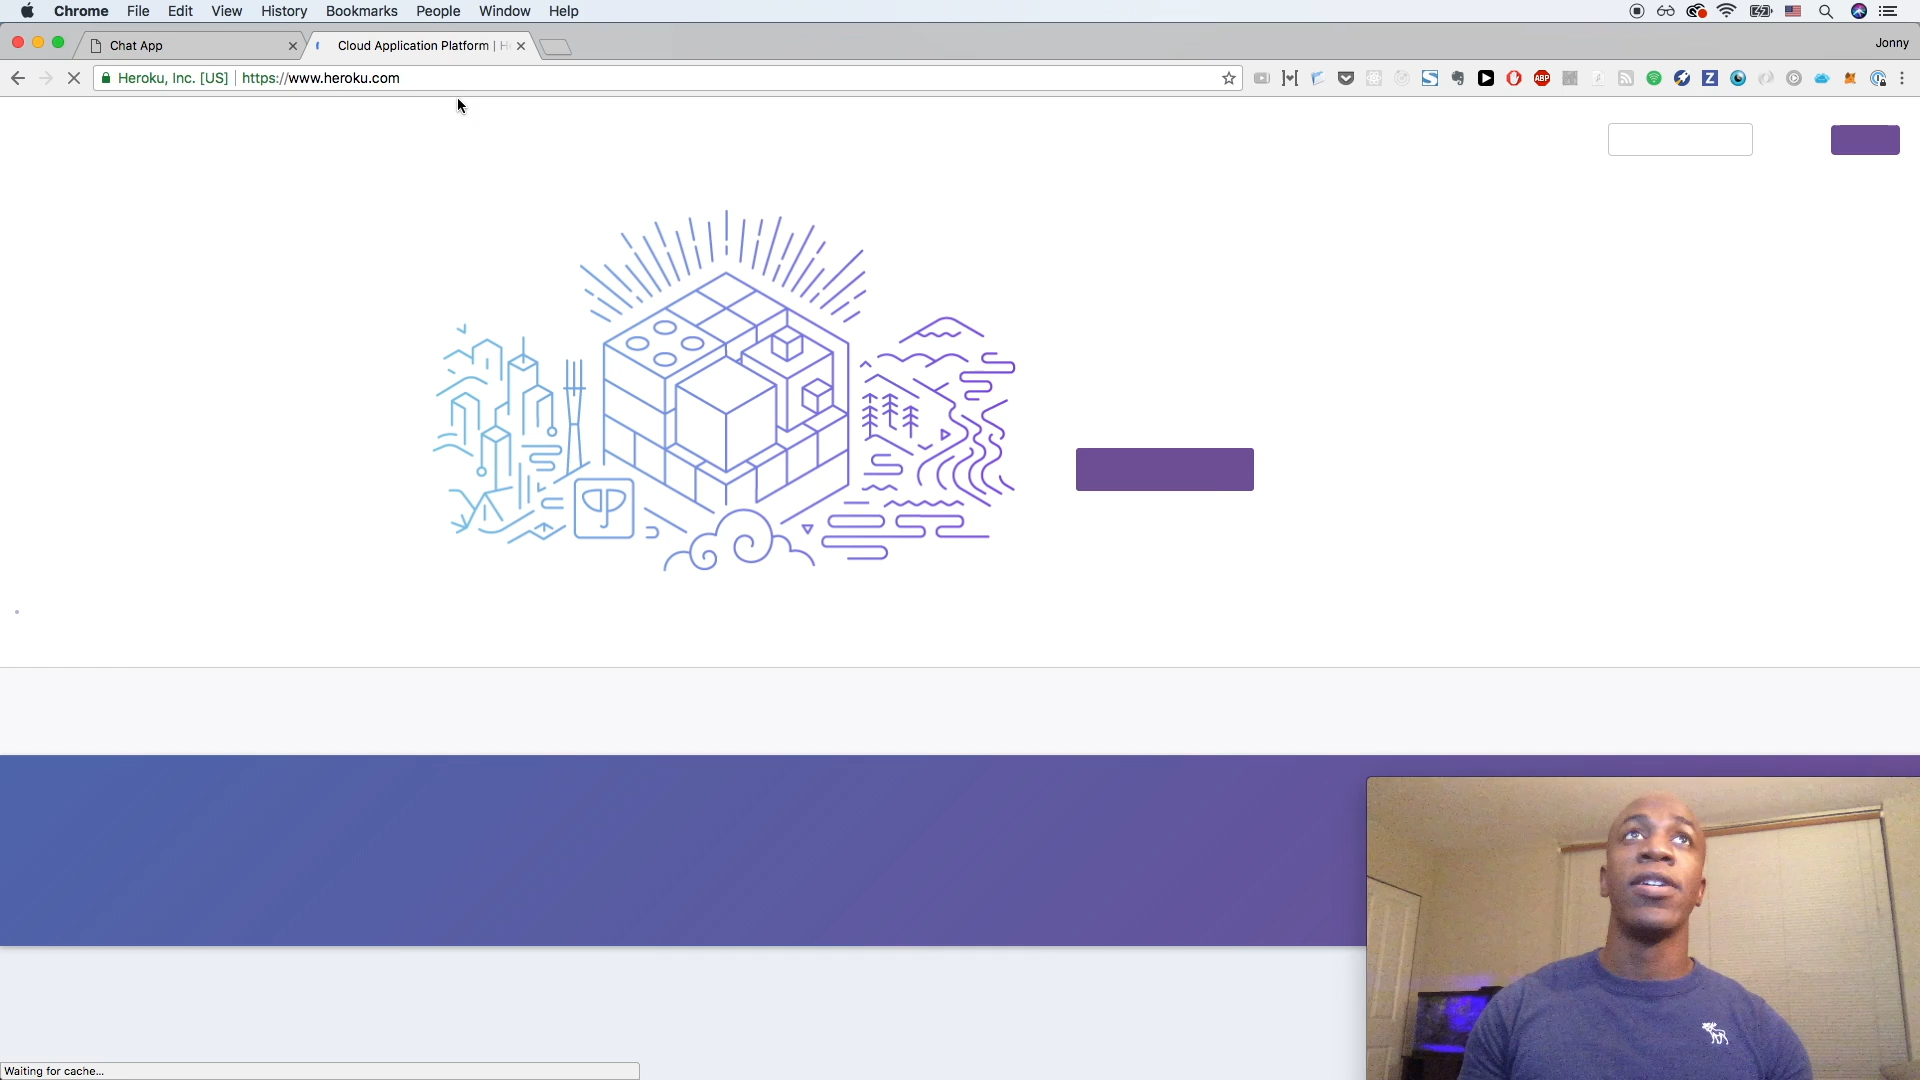 Chrome File Edit View History Bookmarks People Window Help
Chat App
Cloud Application Platform | H
Jonny
Heroku, Inc. [US] https://www.heroku.com
ABP
Z
Waiting for cache...